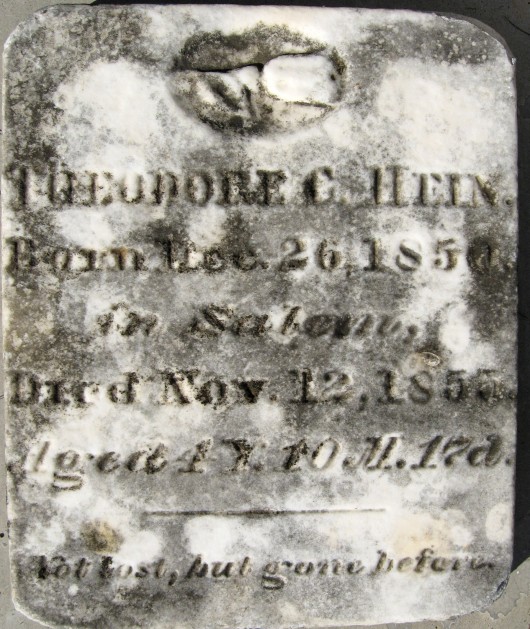 THEODORE C. HEIN.
Born Dec. 26, 1850.
in Salem,
Died Nov. 12, 1855.
Aged 4 Y. 10 M. 17d.
Not lost, but gone before.